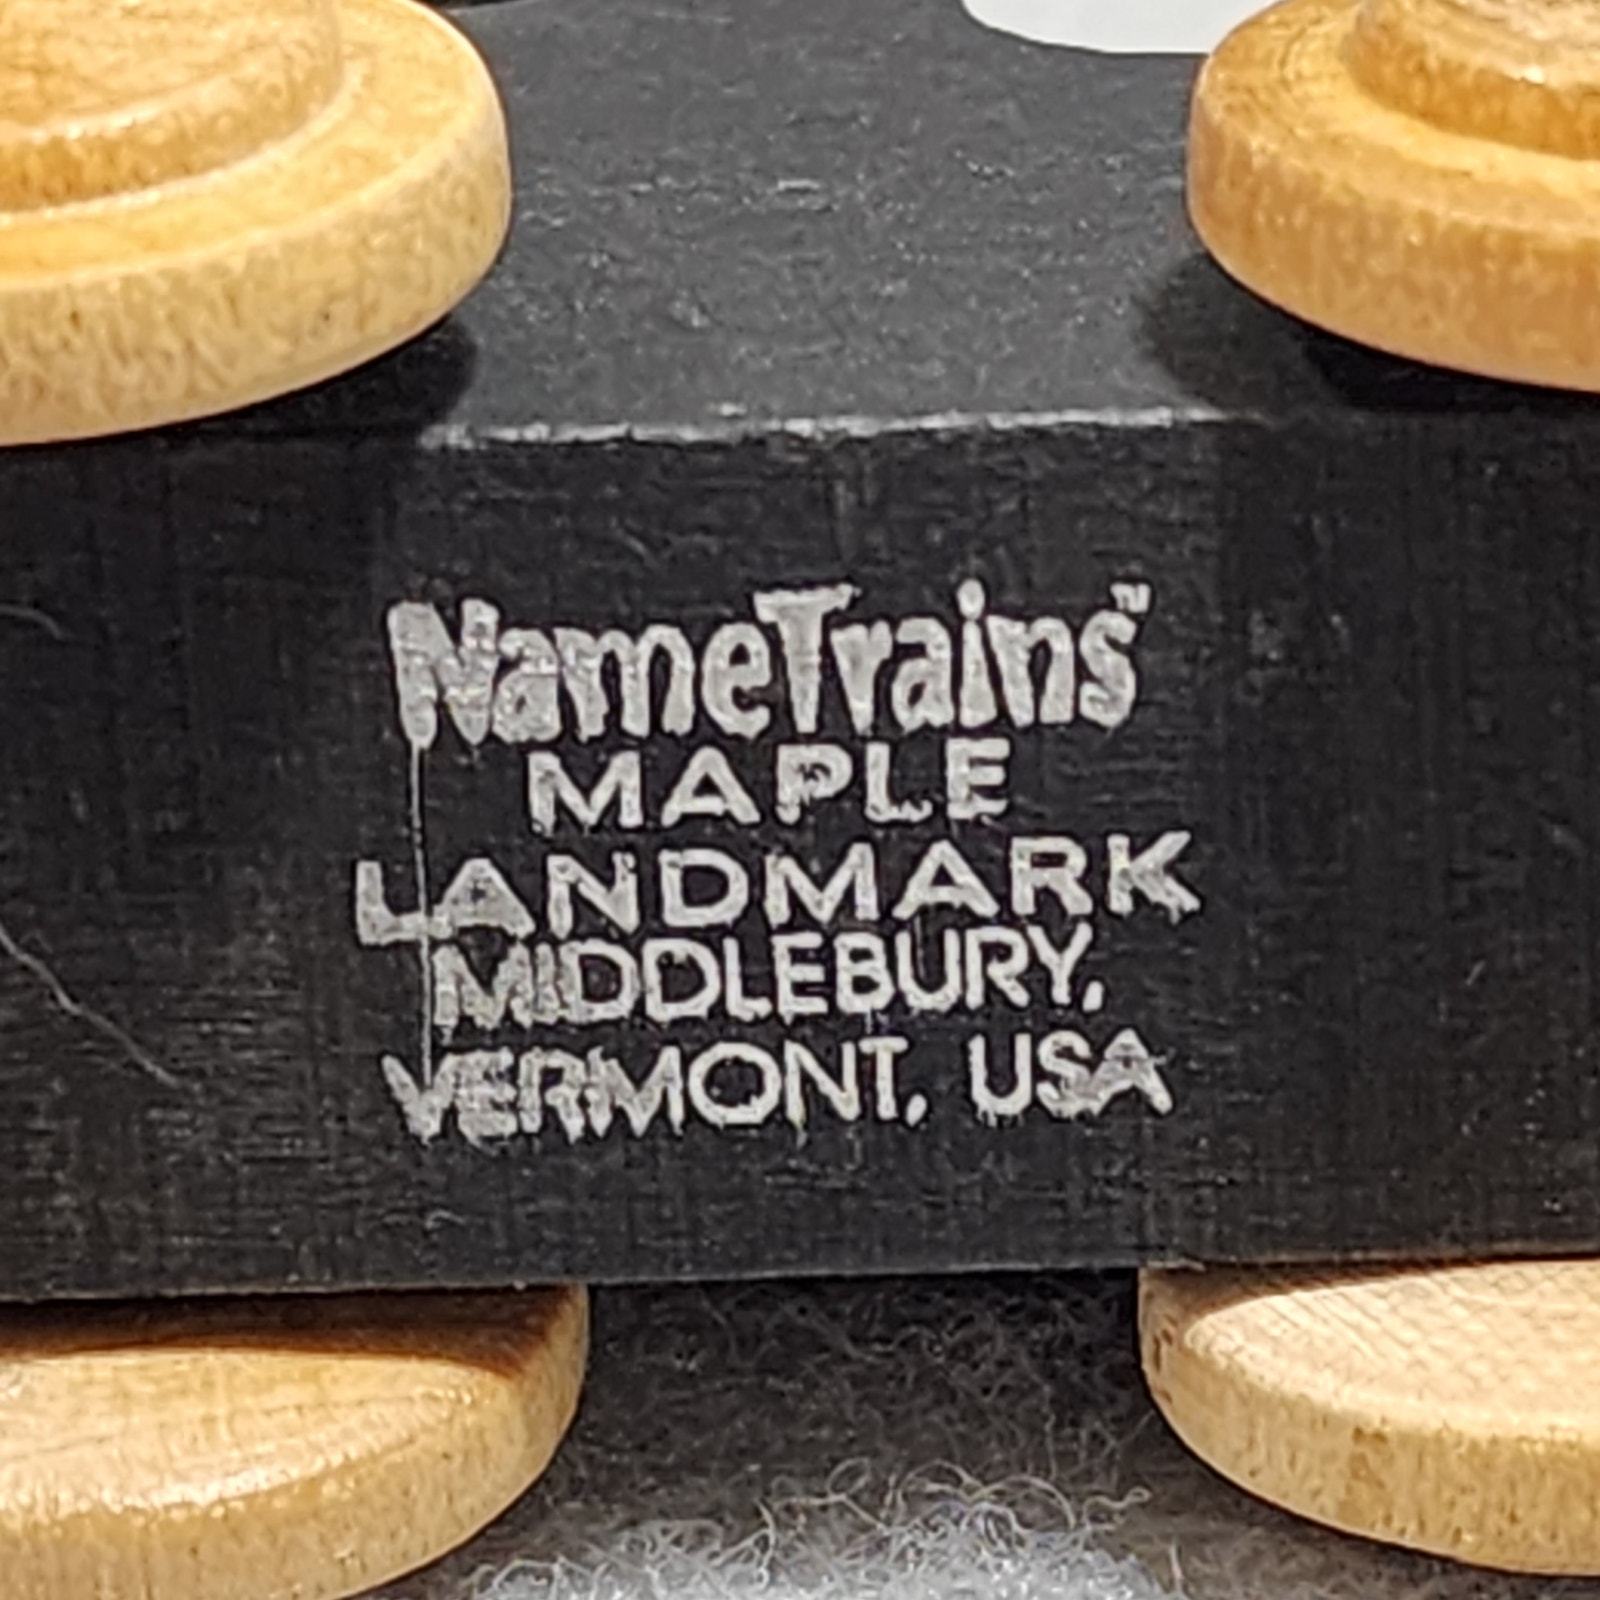 NameTrains™
MAPLE
LANDMARK
MIDDLEBURY,
VERMONT, USA